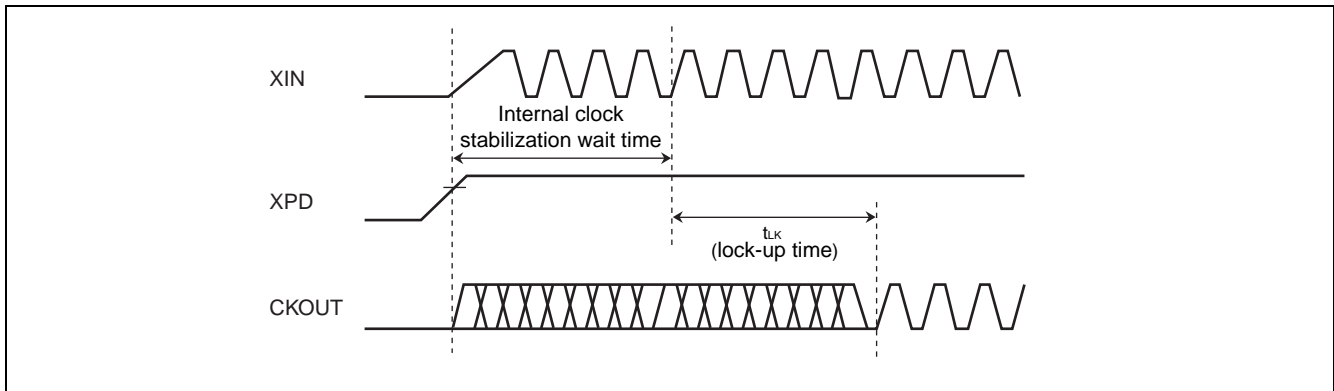 XIN
Internal clock
stabilization wait time
XPD
tLK
(lock-up time)
CKOUT